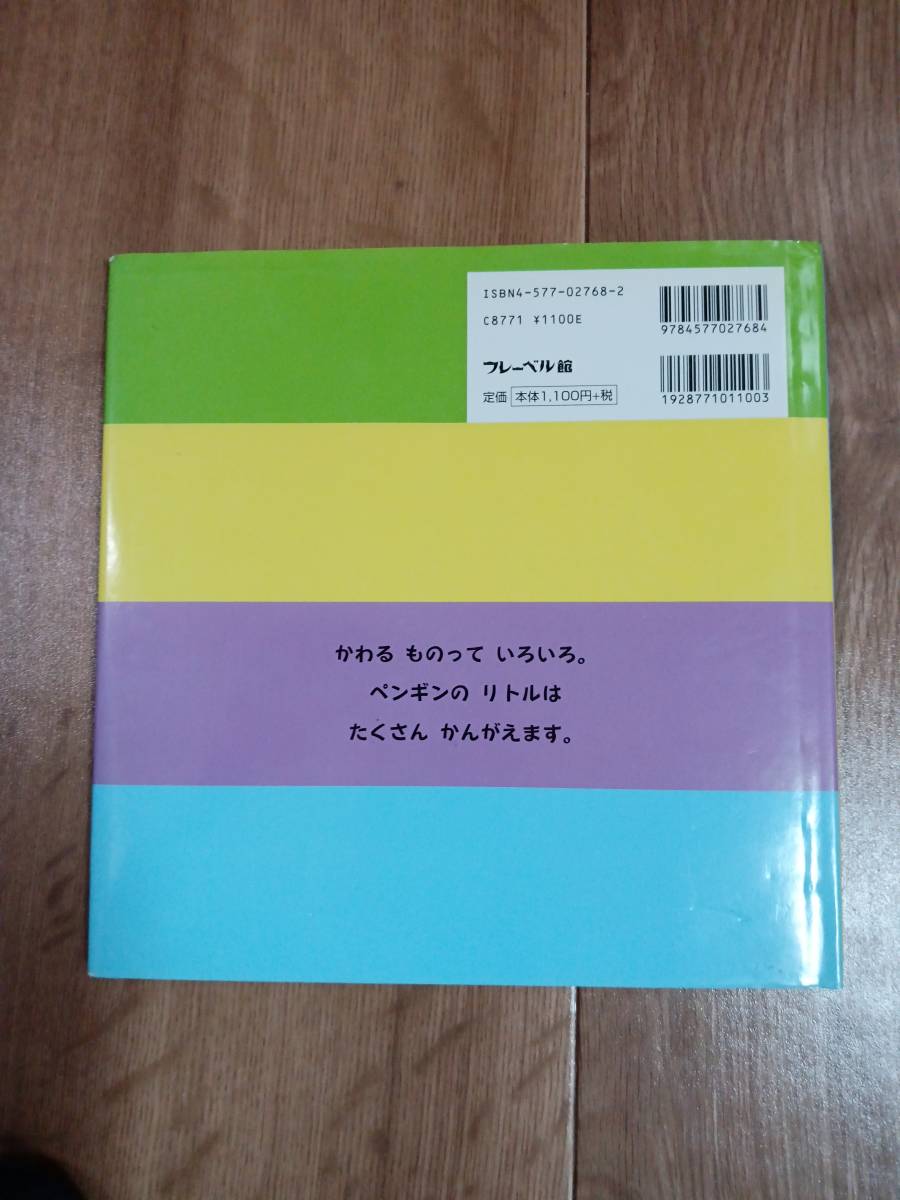 ISBN4-577-02768-2
C8771 ¥1100E
9784577027684
フレーベル館
定価 本体1,100円+税
1928771011003
かわる ものって いろいろ。
ペンギンの リトルは
たくさん かんがえます。